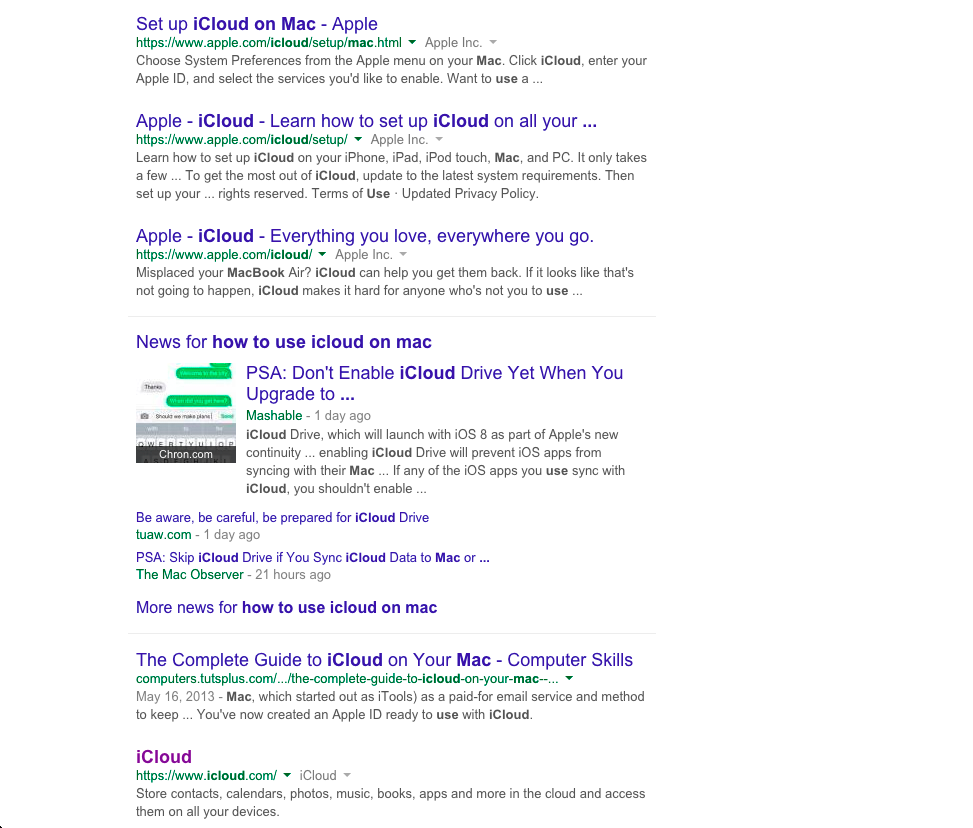 Set up iCloud on Mac - Apple
https://www.apple.com/icloud/setup/mac.html Apple Inc.
Choose System Preferences from the Apple menu on your Mac. Click iCloud, enter your
Apple ID, and select the services you'd like to enable. Want to use a ...
Apple - iCloud - Learn how to set up iCloud on all your ...
https://www.apple.com/icloud/setup/ Apple Inc.
Learn how to set up iCloud on your iPhone, iPad, iPod touch, Mac, and PC. It only takes
a few ... To get the most out of iCloud, update to the latest system requirements. Then
set up your ... rights reserved. Terms of Use · Updated Privacy Policy.
Apple - iCloud - Everything you love, everywhere you go.
https://www.apple.com/icloud/ Apple Inc.
Misplaced your MacBook Air? iCloud can help you get them back. If it looks like that's
not going to happen, iCloud makes it hard for anyone who's not you to use ...
News for how to use icloud on mac
Welcome to the city
Thanks
When did you get here?
Should we make plans Send
with to for
Q W E R T Y U I O P
Chron.com
PSA: Don't Enable iCloud Drive Yet When You
Upgrade to ...
Mashable - 1 day ago
iCloud Drive, which will launch with iOS 8 as part of Apple's new
continuity ... enabling iCloud Drive will prevent iOS apps from
syncing with their Mac ... If any of the iOS apps you use sync with
iCloud, you shouldn't enable ...
Be aware, be careful, be prepared for iCloud Drive
tuaw.com - 1 day ago
PSA: Skip iCloud Drive if You Sync iCloud Data to Mac or ...
The Mac Observer - 21 hours ago
More news for how to use icloud on mac
The Complete Guide to iCloud on Your Mac - Computer Skills
computers.tutsplus.com/.../the-complete-guide-to-icloud-on-your-mac--...
May 16, 2013 - Mac, which started out as iTools) as a paid-for email service and method
to keep ... You've now created an Apple ID ready to use with iCloud.
iCloud
https://www.icloud.com/ iCloud
Store contacts, calendars, photos, music, books, apps and more in the cloud and access
them on all your devices.